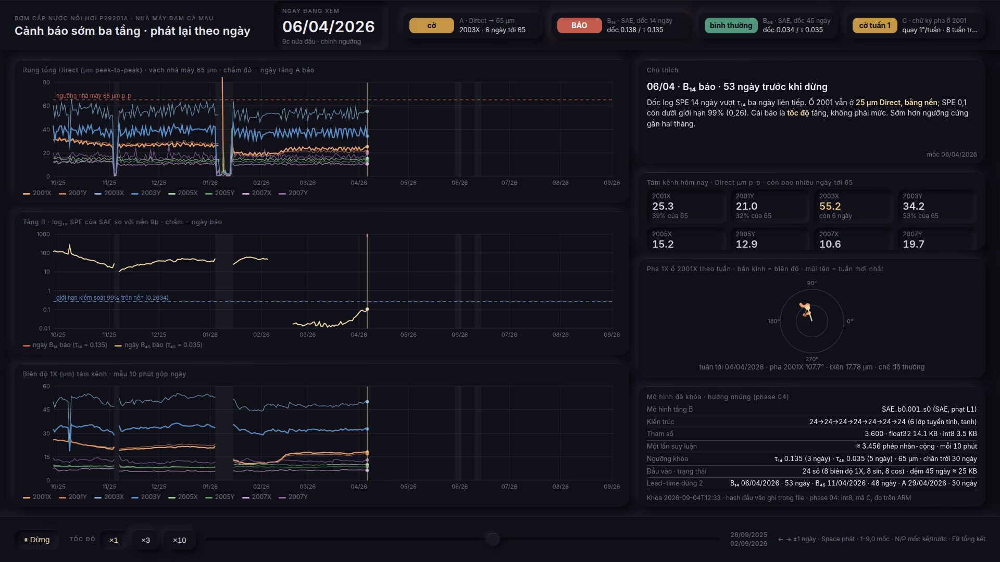 BƠM CẤP NƯỚC NỒI HƠI P29201A · NHÀ MÁY ĐẠM CÀ MAU
Cảnh báo sớm ba tầng · phát lại theo ngày
NGÀY ĐANG XEM
06/04/2026
9c nửa đầu · chỉnh ngưỡng
cờ
A · Direct → 65 µm
2003X · 6 ngày tới 65
BÁO
B₁₄ · SAE, dốc 14 ngày
dốc 0.138 / τ 0.135
bình thường
B₄₅ · SAE, dốc 45 ngày
dốc 0.034 / τ 0.035
cờ tuần 1
C · chữ ký pha ổ 2001
quay 1°/tuần · 8 tuần tr...
Rung tổng Direct (µm peak-to-peak) · vạch nhà máy 65 µm · chấm đỏ = ngày tầng A báo
80
ngưỡng nhà máy 65 µm p-p
60
40
20
0
10/25 11/25 12/25 01/26 02/26 03/26 04/26 05/26 06/26 07/26 08/26 09/26
2001X 2001Y 2003X 2003Y 2005X 2005Y 2007X 2007Y
Tầng B · log₁₀ SPE của SAE so với nền 9b · chấm = ngày báo
1000
100
10
1
giới hạn kiểm soát 99% trên nền (0.2634)
0.1
0.01
10/25 11/25 12/25 01/26 02/26 03/26 04/26 05/26 06/26 07/26 08/26 09/26
ngày B₁₄ báo (τ₁₄ = 0.135) ngày B₄₅ báo (τ₄₅ = 0.035)
Biên độ 1X (µm) tám kênh · mẫu 10 phút gộp ngày
60
45
30
15
0
10/25 11/25 12/25 01/26 02/26 03/26 04/26 05/26 06/26 07/26 08/26 09/26
2001X 2001Y 2003X 2003Y 2005X 2005Y 2007X 2007Y
Chú thích
06/04 · B₁₄ báo · 53 ngày trước khi dừng
Dốc log SPE 14 ngày vượt τ₁₄ ba ngày liên tiếp. Ổ 2001 vẫn ở 25 µm Direct, bằng nền; SPE 0,1
còn dưới giới hạn 99% (0,26). Cái báo là tốc độ tăng, không phải mức. Sớm hơn ngưỡng cứng
gần hai tháng.
mốc 06/04/2026
Tám kênh hôm nay · Direct µm p-p · còn bao nhiêu ngày tới 65
2001X 2001Y 2003X 2003Y
25.3 21.0 55.2 34.2
39% của 65 32% của 65 còn 6 ngày 53% của 65
2005X 2005Y 2007X 2007Y
15.2 12.9 10.6 19.7
Pha 1X ổ 2001X theo tuần · bán kính = biên độ · mũi tên = tuần mới nhất
90°
180° 0°
270°
tuần tới 04/04/2026 · pha 2001X 107.7° · biên 17.78 µm · chế độ thường
Mô hình đã khóa · hướng nhúng (phase 04)
Mô hình tầng B SAE_b0.001_s0 (SAE, phạt L1)
Kiến trúc 24→24→24→24→24→24→24 (6 lớp tuyến tính, tanh)
Tham số 3.600 · float32 14.1 KB · int8 3.5 KB
Một lần suy luận ≈ 3.456 phép nhân-cộng · mỗi 10 phút
Ngưỡng khóa τ₁₄ 0.135 (3 ngày) · τ₄₅ 0.035 (5 ngày) · 65 µm · chân trời 30 ngày
Đầu vào · trạng thái 24 số (8 biên độ 1X, 8 sin, 8 cos) · đệm 45 ngày ≈ 25 KB
Lead-time dừng 2 B₁₄ 06/04/2026 · 53 ngày · B₄₅ 11/04/2026 · 48 ngày · A 29/04/2026 · 30 ngày
Khóa 2026-09-04T12:33 · hash đầu vào ghi trong file · phase 04: int8, mã C, đo trên ARM
⏸ Dừng TỐC ĐỘ ×1 ×3 ×10
28/09/2025
02/09/2026
← → ±1 ngày · Space phát · 1–9,0 mốc · N/P mốc kế/trước · F9 tổng kết